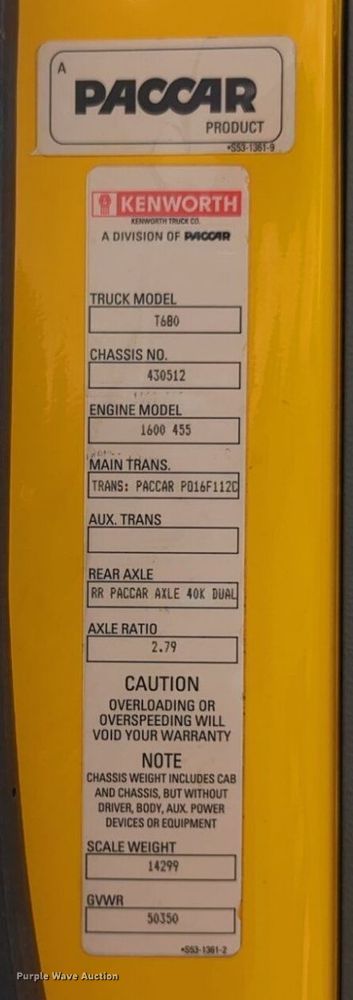 A
PACCAR
PRODUCT
*S53-1361-9
KENWORTH
KENWORTH TRUCK CO.
A DIVISION OF PACCAR
TRUCK MODEL
T680
CHASSIS NO.
430512
ENGINE MODEL
1600 455
MAIN TRANS.
TRANS: PACCAR PO16F112C
AUX. TRANS
REAR AXLE
RR PACCAR AXLE 40K DUAL
AXLE RATIO
2.79
CAUTION
OVERLOADING OR
OVERSPEEDING WILL
VOID YOUR WARRANTY
NOTE
CHASSIS WEIGHT INCLUDES CAB
AND CHASSIS, BUT WITHOUT
DRIVER, BODY, AUX. POWER
DEVICES OR EQUIPMENT
SCALE WEIGHT
14299
GVWR
50350
*S53-1361-2
Purple Wave Auction